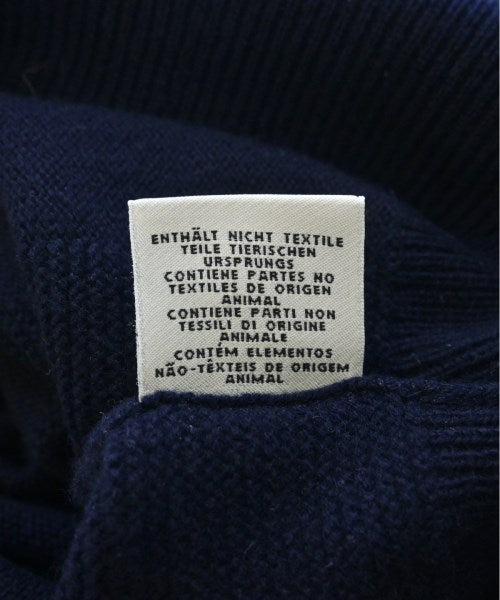 ENTHÄLT NICHT TEXTILE
TEILE TIERISCHEN
URSPRUNGS
CONTIENE PARTES NO
TEXTILES DE ORIGEN
ANIMAL
CONTIENE PARTI NON
TESSILI DI ORIGINE
ANIMALE
CONTÉM ELEMENTOS
NÃO-TÊXTEIS DE ORIGEM
ANIMAL